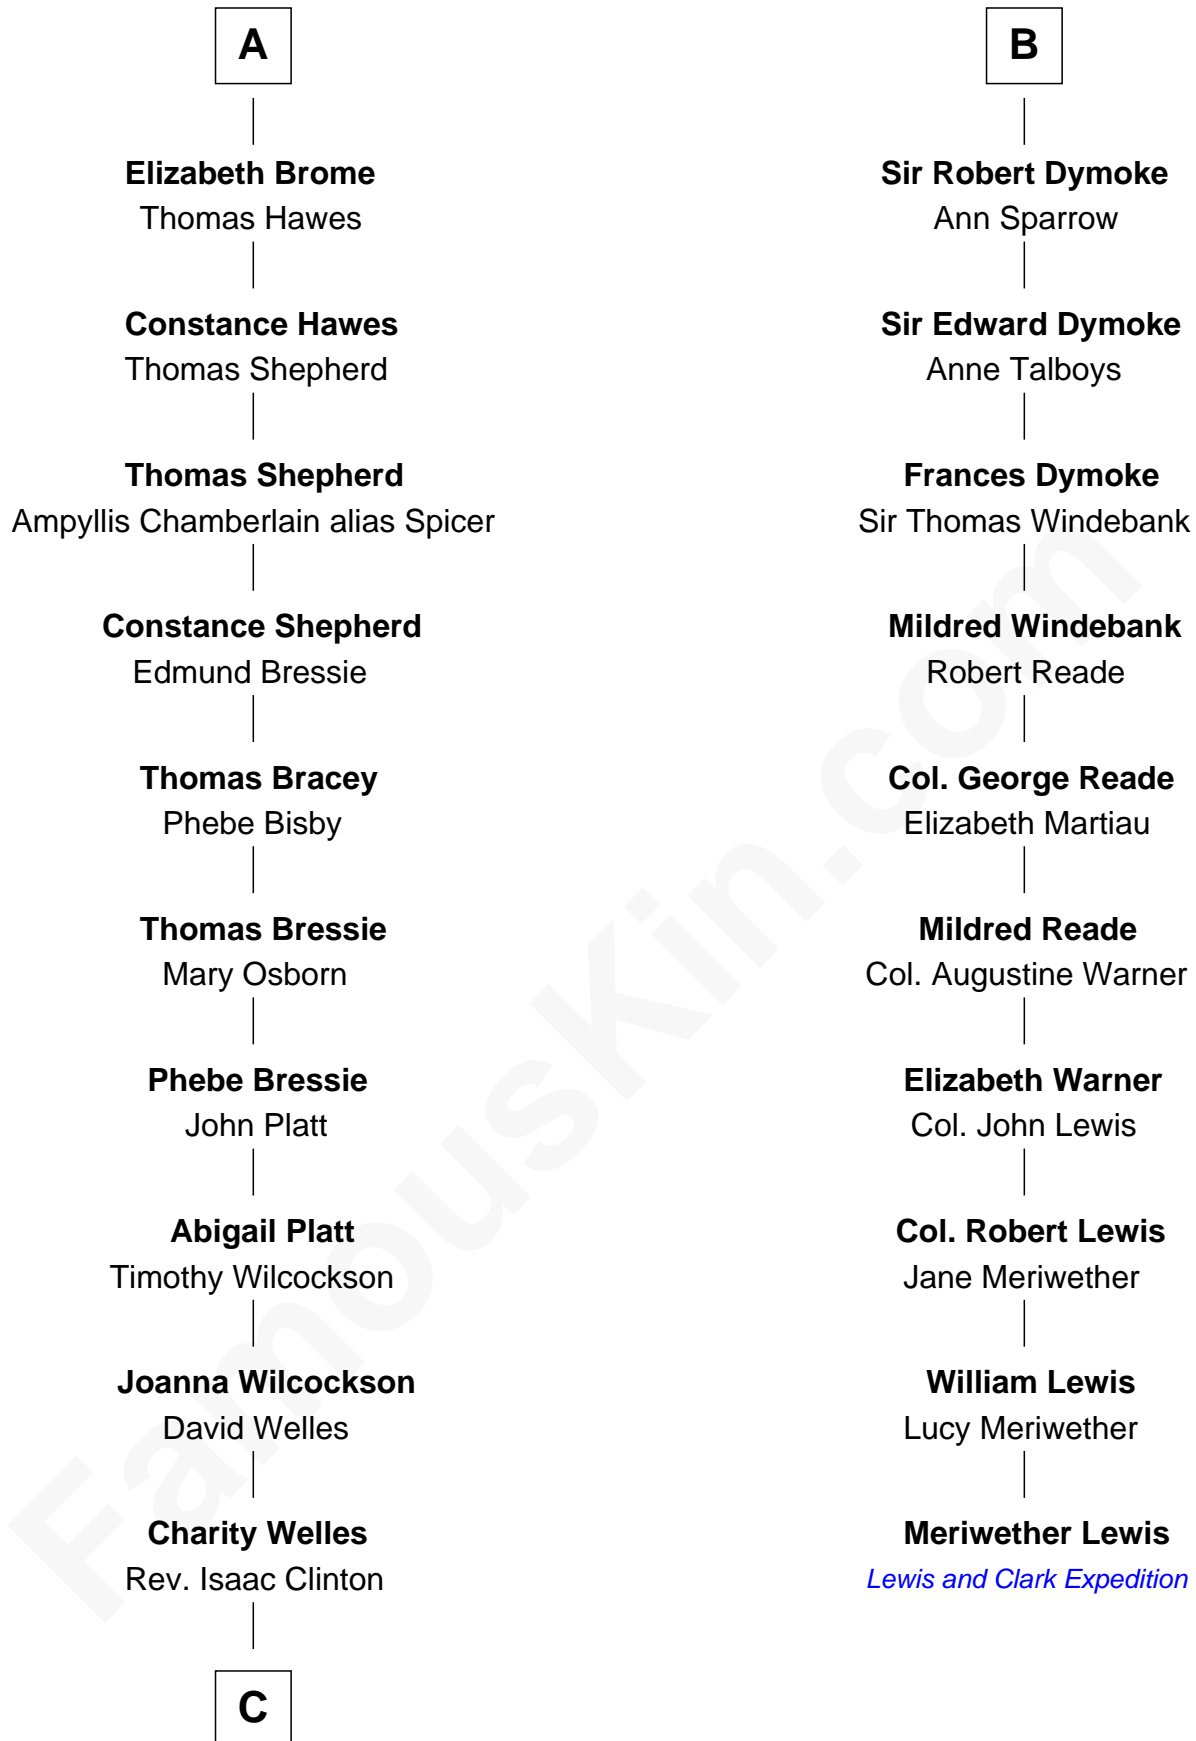 A
Elizabeth Brome
Thomas Hawes
Constance Hawes
Thomas Shepherd
Thomas Shepherd
Ampyllis Chamberlain alias Spicer
Constance Shepherd
Edmund Bressie
Thomas Bracey
Phebe Bisby
Thomas Bressie
Mary Osborn
Phebe Bressie
John Platt
Abigail Platt
Timothy Wilcockson
Joanna Wilcockson
David Welles
Charity Welles
Rev. Isaac Clinton
C
B
Sir Robert Dymoke
Ann Sparrow
Sir Edward Dymoke
Anne Talboys
Frances Dymoke
Sir Thomas Windebank
Mildred Windebank
Robert Reade
Col. George Reade
Elizabeth Martiau
Mildred Reade
Col. Augustine Warner
Elizabeth Warner
Col. John Lewis
Col. Robert Lewis
Jane Meriwether
William Lewis
Lucy Meriwether
Meriwether Lewis
Lewis and Clark Expedition
FamousKin.com